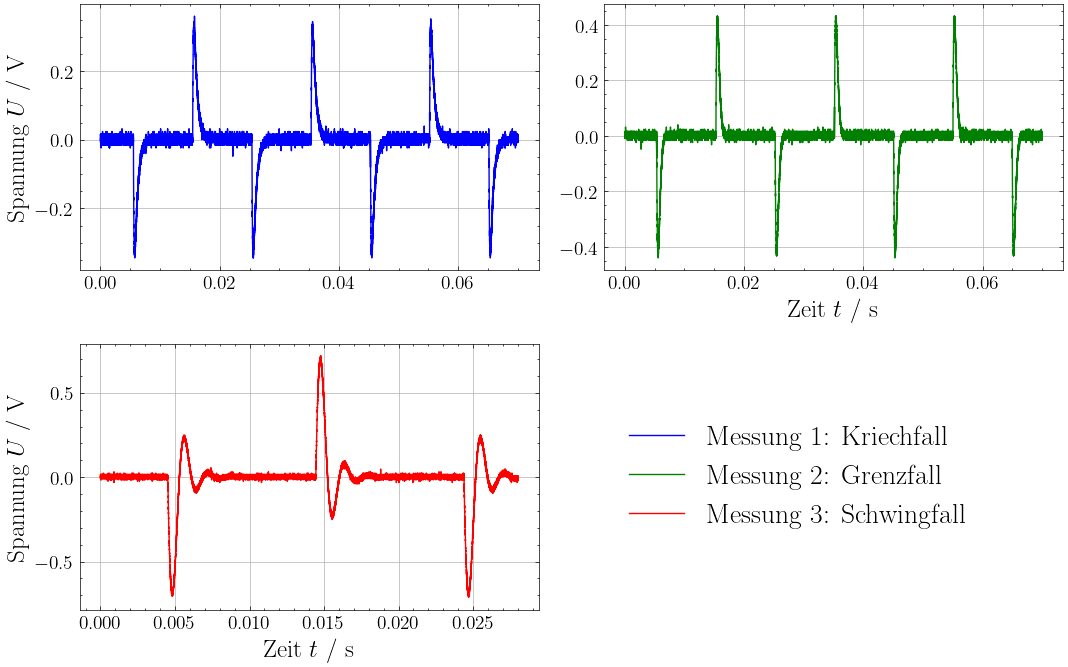 Spannung U / V
0.2
0.0
−0.2
0.00 0.02 0.04 0.06
0.4
0.2
0.0
−0.2
−0.4
0.00 0.02 0.04 0.06
Zeit t / s
Spannung U / V
0.5
0.0
−0.5
0.000 0.005 0.010 0.015 0.020 0.025
Zeit t / s
Messung 1: Kriechfall
Messung 2: Grenzfall
Messung 3: Schwingfall